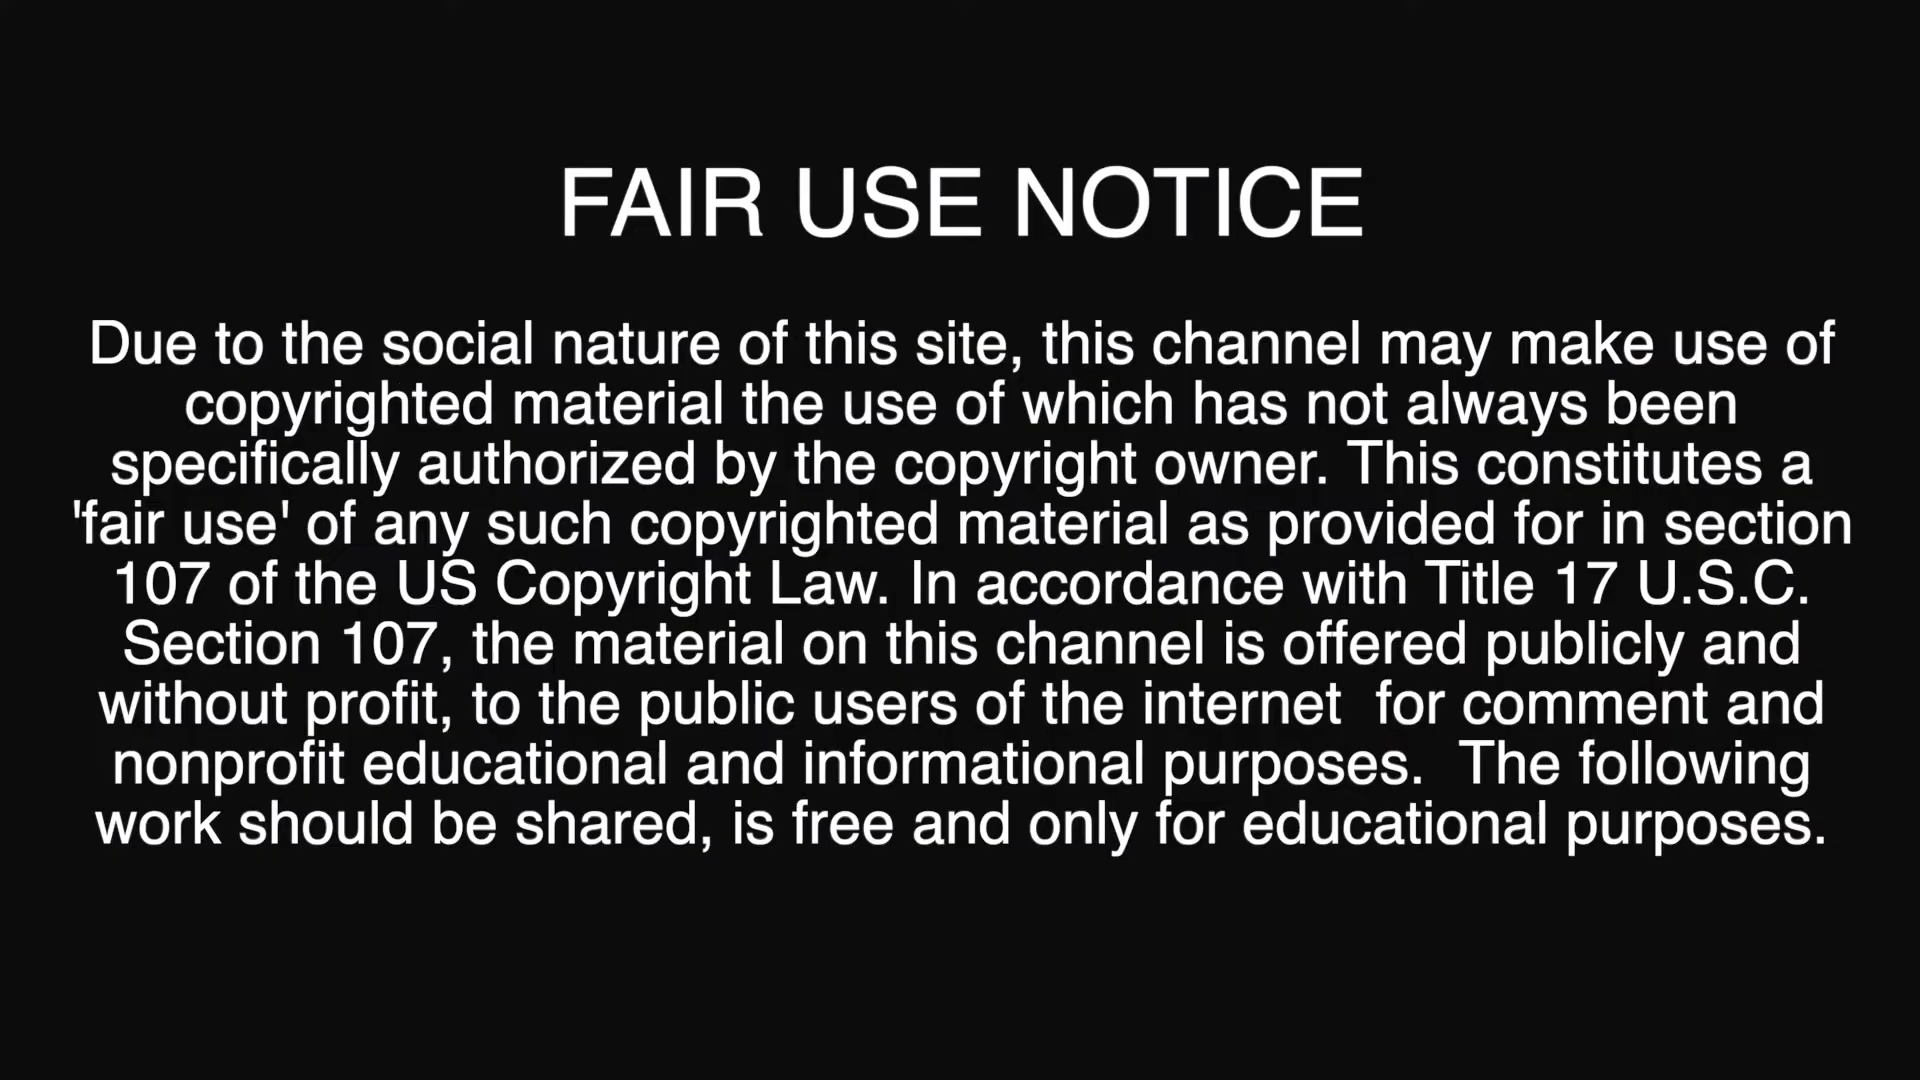 FAIR USE NOTICE
Due to the social nature of this site, this channel may make use of
copyrighted material the use of which has not always been
specifically authorized by the copyright owner. This constitutes a
'fair use' of any such copyrighted material as provided for in section
107 of the US Copyright Law. In accordance with Title 17 U.S.C.
Section 107, the material on this channel is offered publicly and
without profit, to the public users of the internet  for comment and
nonprofit educational and informational purposes.  The following
work should be shared, is free and only for educational purposes.